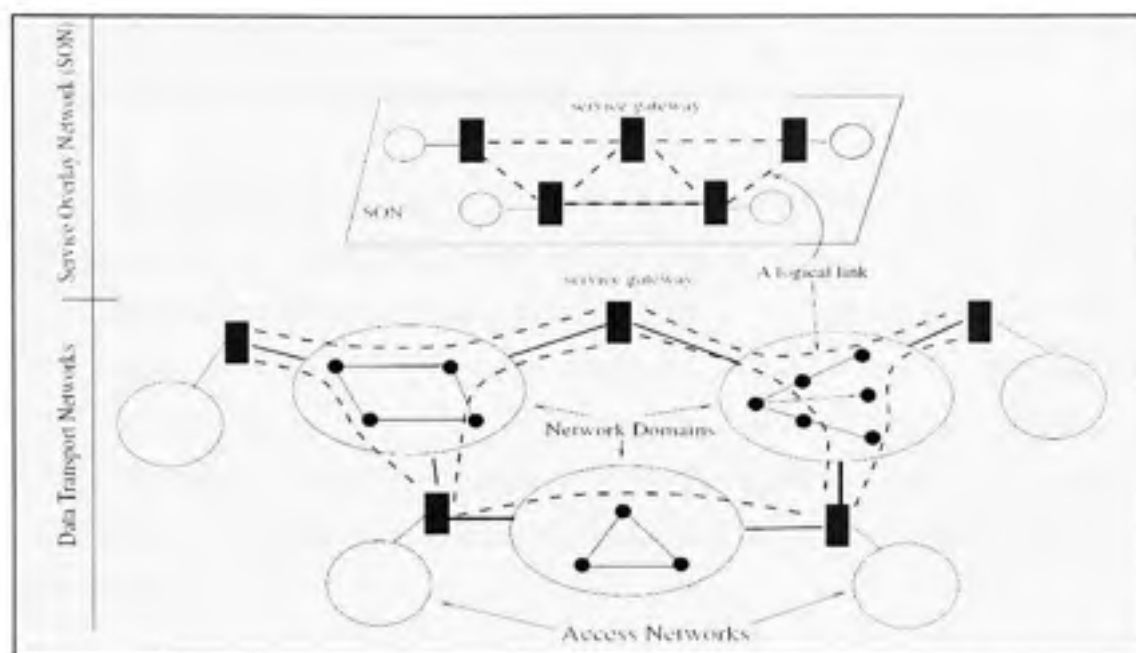 Service Overlay Network (SON)
service gateway
SON
A logical link
service gateway
Data Transport Networks
Network Domains
Access Networks